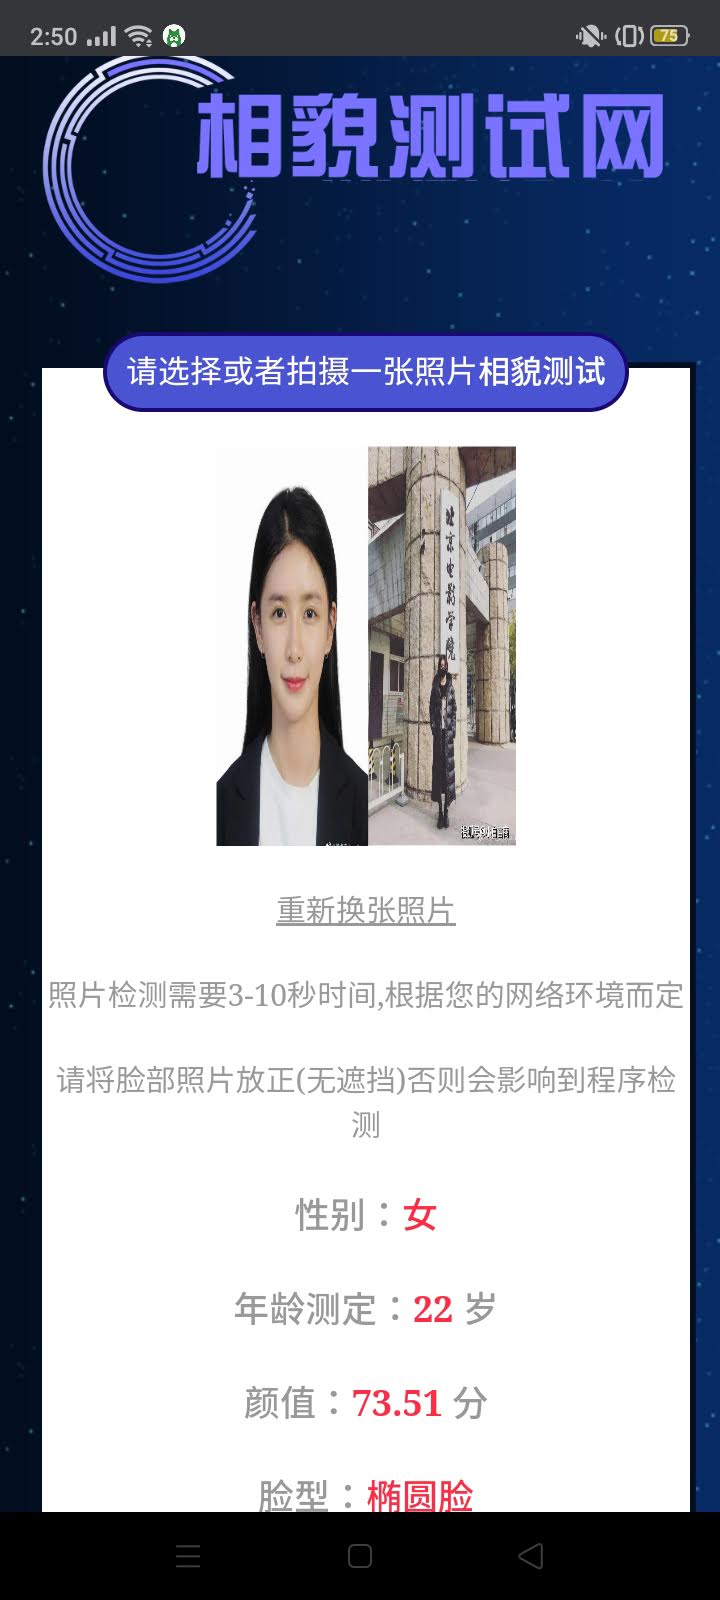 2:50
75
相貌测试网
请选择或者拍摄一张照片相貌测试
北京电影学院
重新换张照片
照片检测需要3-10秒时间,根据您的网络环境而定
请将脸部照片放正(无遮挡)否则会影响到程序检
测
性别：女
年龄测定：22 岁
颜值：73.51 分
脸型：椭圆脸